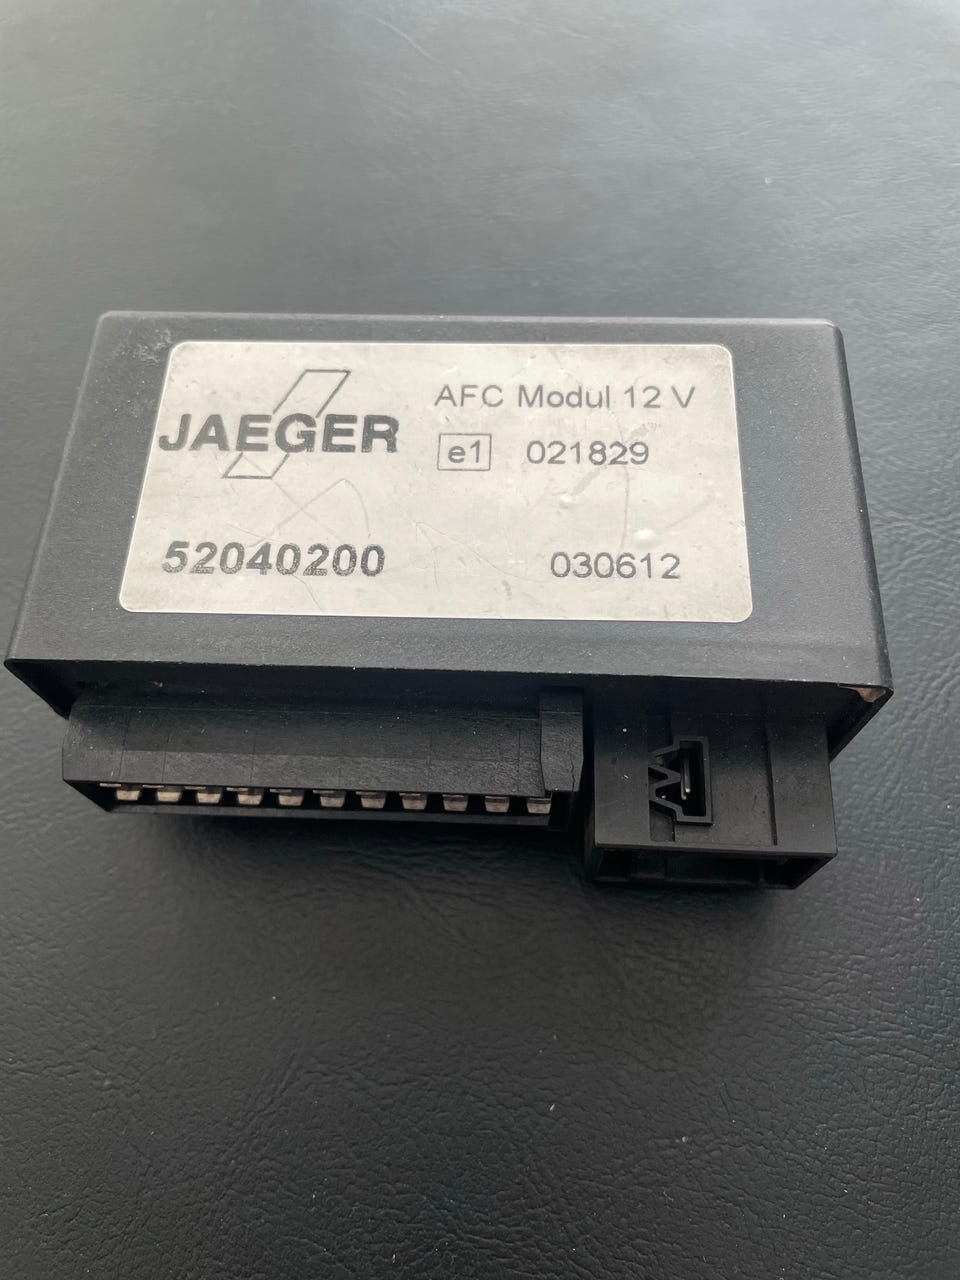 JAEGER
AFC Modul 12 V
e1 021829
52040200
030612